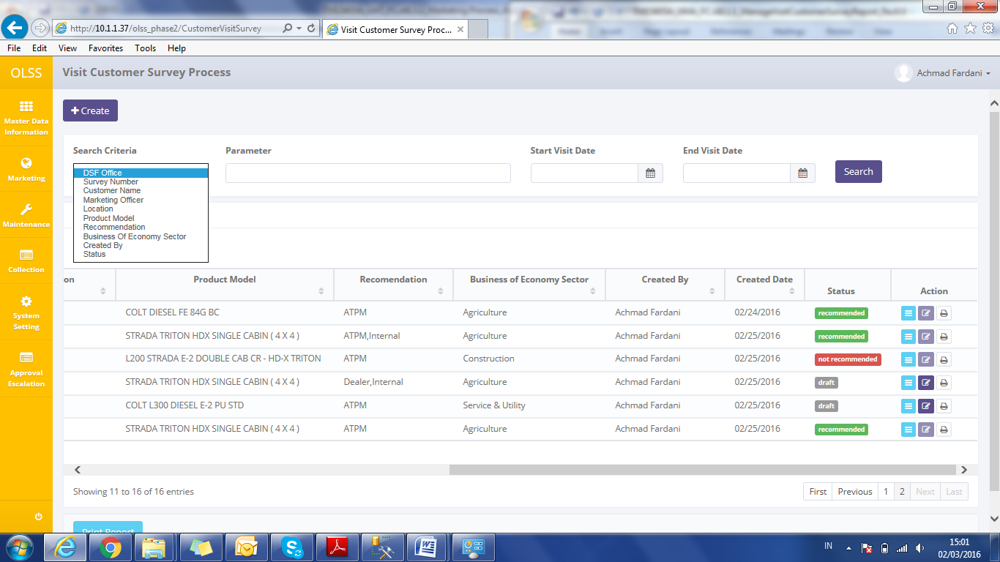 http://10.1.1.37/olss_phase2/CustomerVisitSurvey
Visit Customer Survey Proc...
File Edit View Favorites Tools Help
OLSS
Visit Customer Survey Process
Achmad Fardani
Master Data
Information
Marketing
Maintenance
Collection
System
Setting
Approval
Escalation
+ Create
Search Criteria Parameter Start Visit Date End Visit Date
Search
DSF Office
Survey Number
Customer Name
Marketing Officer
Location
Product Model
Recommendation
Business Of Economy Sector
Created By
Status
on Product Model Recomendation Business of Economy Sector Created By Created Date Status Action
COLT DIESEL FE 84G BC ATPM Agriculture Achmad Fardani 02/24/2016 recommended
STRADA TRITON HDX SINGLE CABIN ( 4 X 4 ) ATPM,Internal Agriculture Achmad Fardani 02/25/2016 recommended
L200 STRADA E-2 DOUBLE CAB CR - HD-X TRITON ATPM Construction Achmad Fardani 02/25/2016 not recommended
STRADA TRITON HDX SINGLE CABIN ( 4 X 4 ) Dealer,Internal Agriculture Achmad Fardani 02/25/2016 draft
COLT L300 DIESEL E-2 PU STD ATPM Service & Utility Achmad Fardani 02/25/2016 draft
STRADA TRITON HDX SINGLE CABIN ( 4 X 4 ) ATPM Agriculture Achmad Fardani 02/25/2016 recommended
Showing 11 to 16 of 16 entries
First Previous 1 2 Next Last
Print Report
IN
15:01
02/03/2016